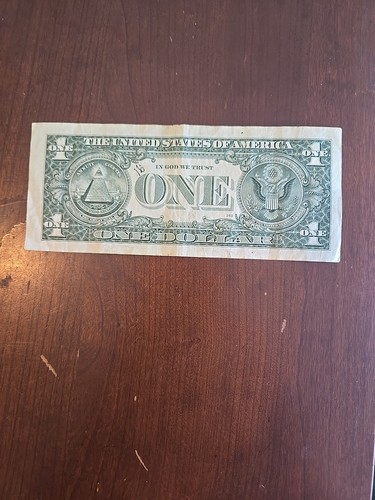 THE UNITED STATES OF AMERICA
1 ONE
1 ONE
IN GOD WE TRUST
ONE
1 ONE
1 ONE
ONE DOLLAR